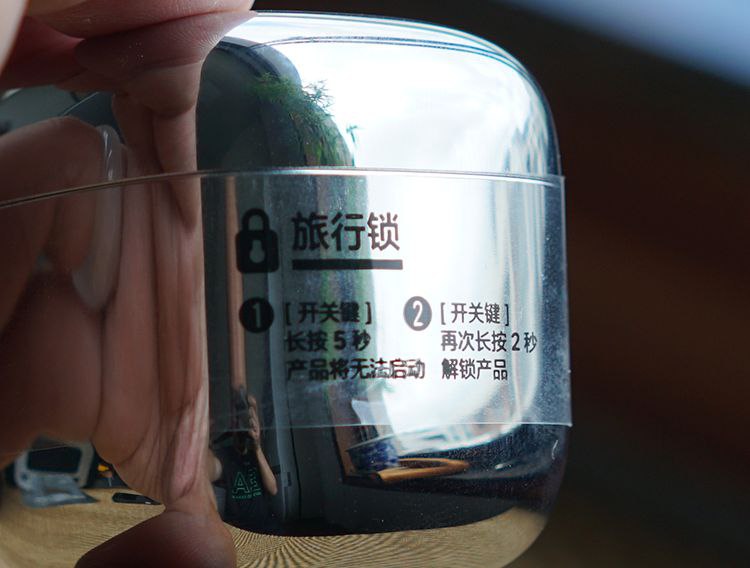 旅行锁
1 [ 开关键 ]
长按 5 秒
产品将无法启动
2 [ 开关键 ]
再次长按 2 秒
解锁产品